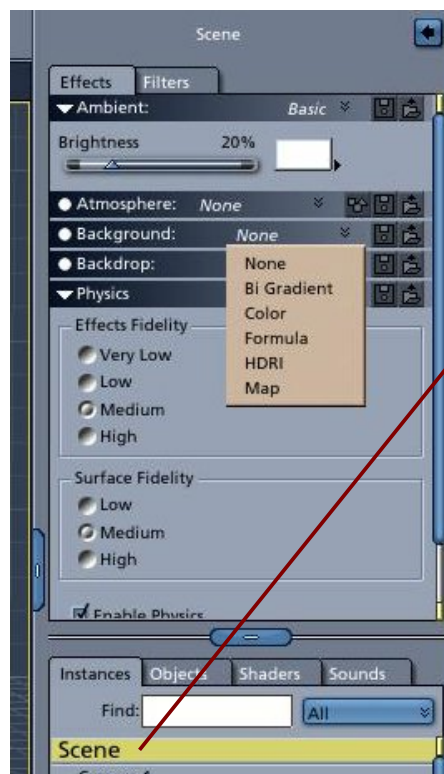 Scene
Effects Filters
Ambient: Basic
Brightness 20%
Atmosphere: None
Background: None
Backdrop:
None
Bi Gradient
Color
Formula
HDRI
Map
Physics
Effects Fidelity
Very Low
Low
Medium
High
Surface Fidelity
Low
Medium
High
Enable Physics
Instances Objects Shaders Sounds
Find: All
Scene